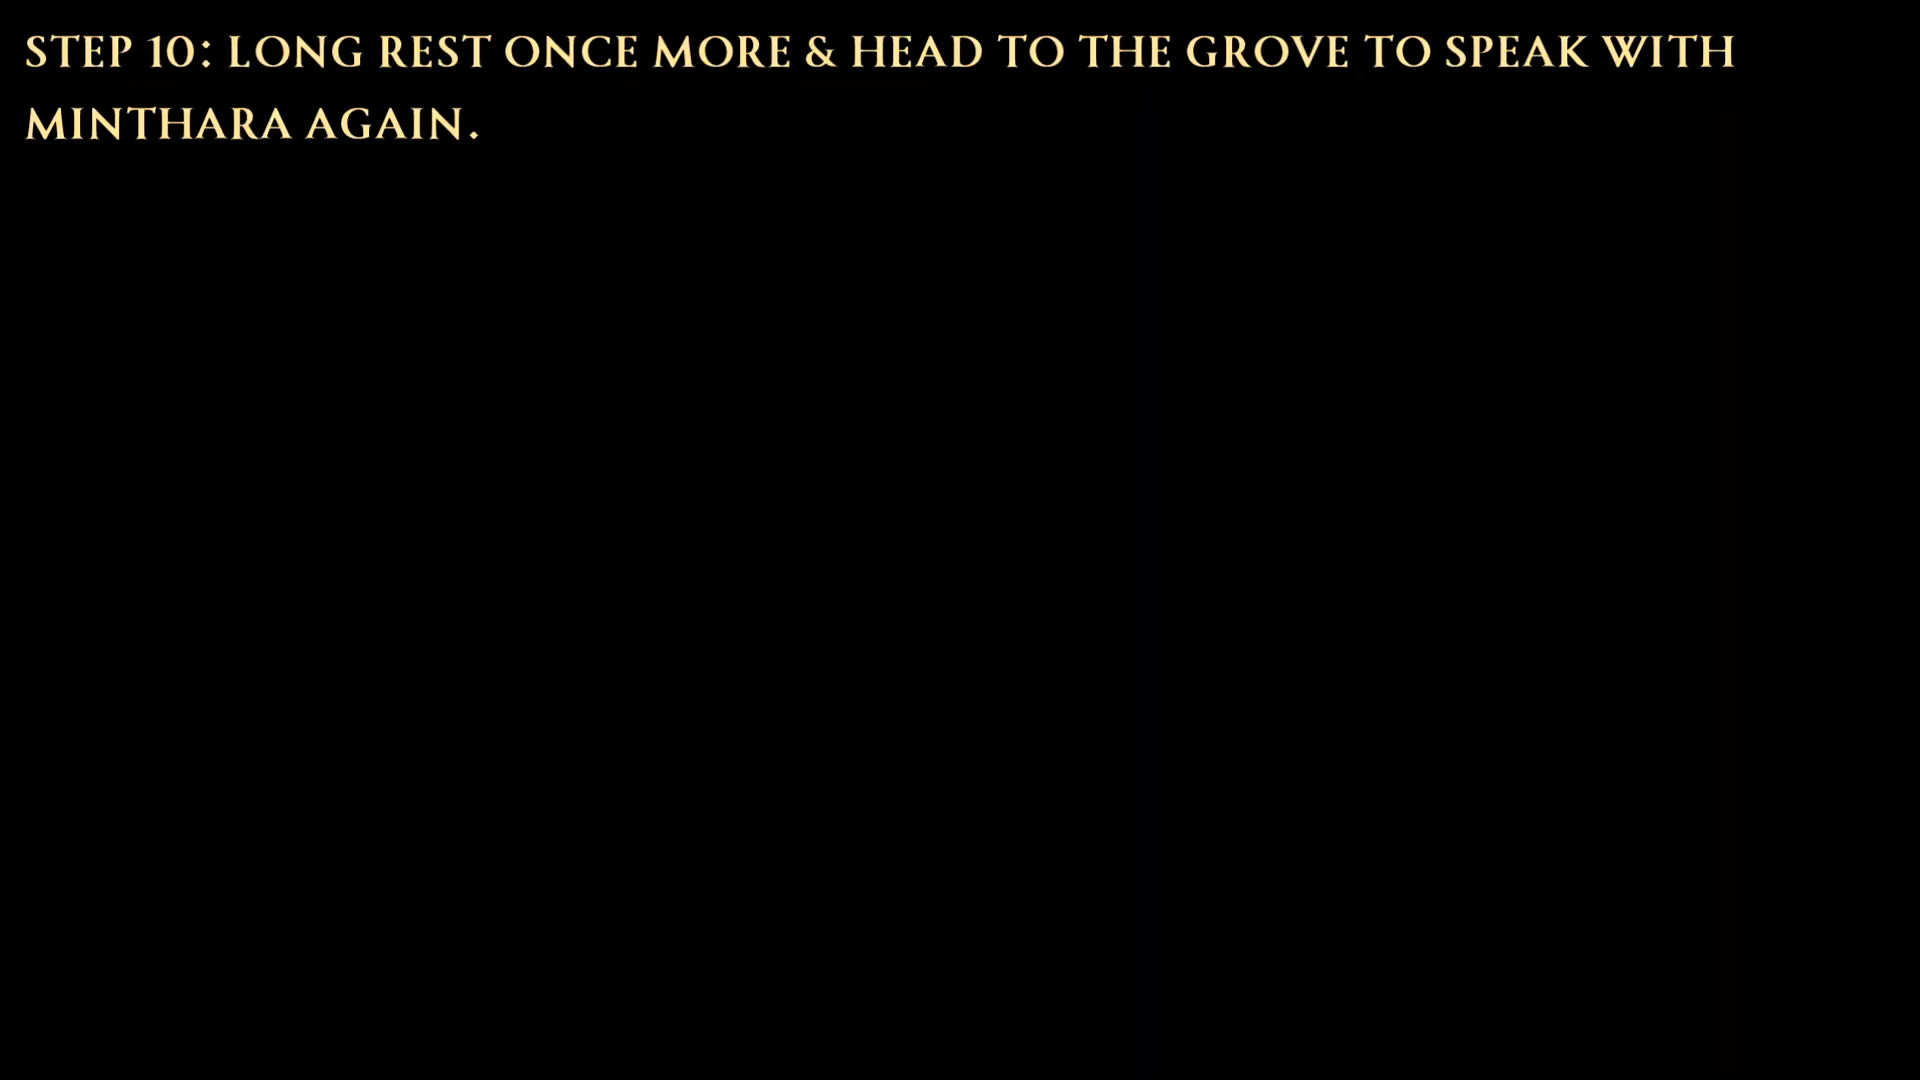 STEP 10: LONG REST ONCE MORE & HEAD TO THE GROVE TO SPEAK WITH
MINTHARA AGAIN.